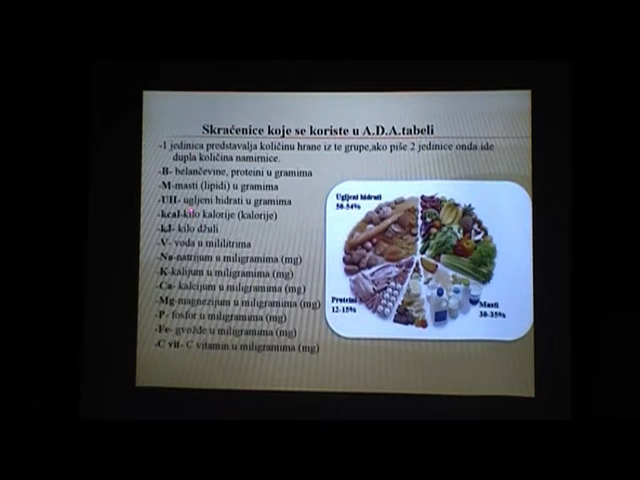 Skraćenice koje se koriste u A.D.A.tabeli
-1 jedinica predstavalja količinu hrane iz te grupe,ako piše 2 jedinice onda ide
dupla količina namirnice.
-B- belančevine, proteini u gramima
-M-masti (lipidi) u gramima
-UH- ugljeni hidrati u gramima
-kcal-kilo kalorije (kalorije)
-kJ- kilo džuli
-V- voda u mililitrima
-Na-natrijum u miligramima (mg)
-K-kalijum u miligramima (mg)
-Ca- kalcijum u miligramima (mg)
-Mg-magnezijum u miligramima (mg)
-P- fosfor u miligramima (mg)
-Fe- gvožđe u miligramima (mg)
-C vit- C vitamin u miligramima (mg)
Ugljeni hidrati
50-54%
Proteini
12-15%
Masti
30-35%